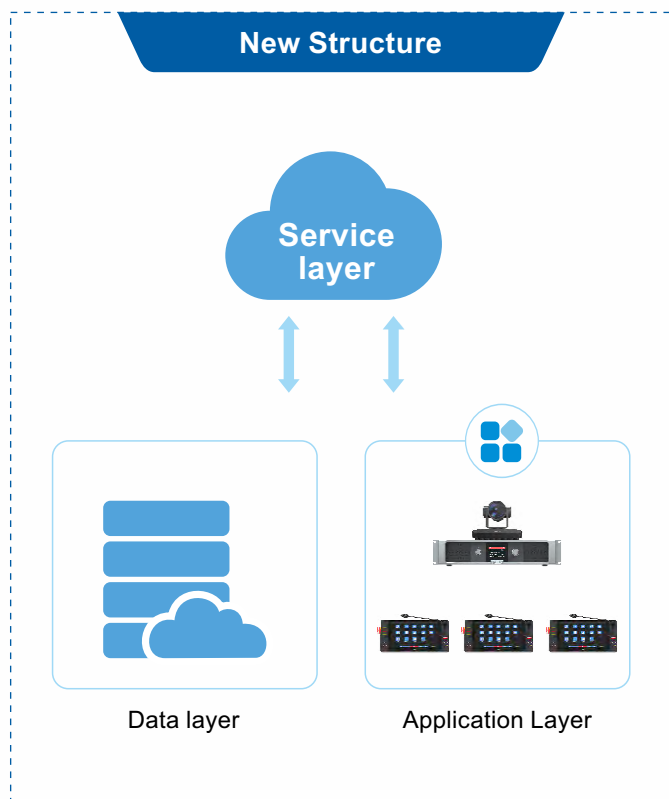 New Structure
Service
layer
Data layer
Application Layer